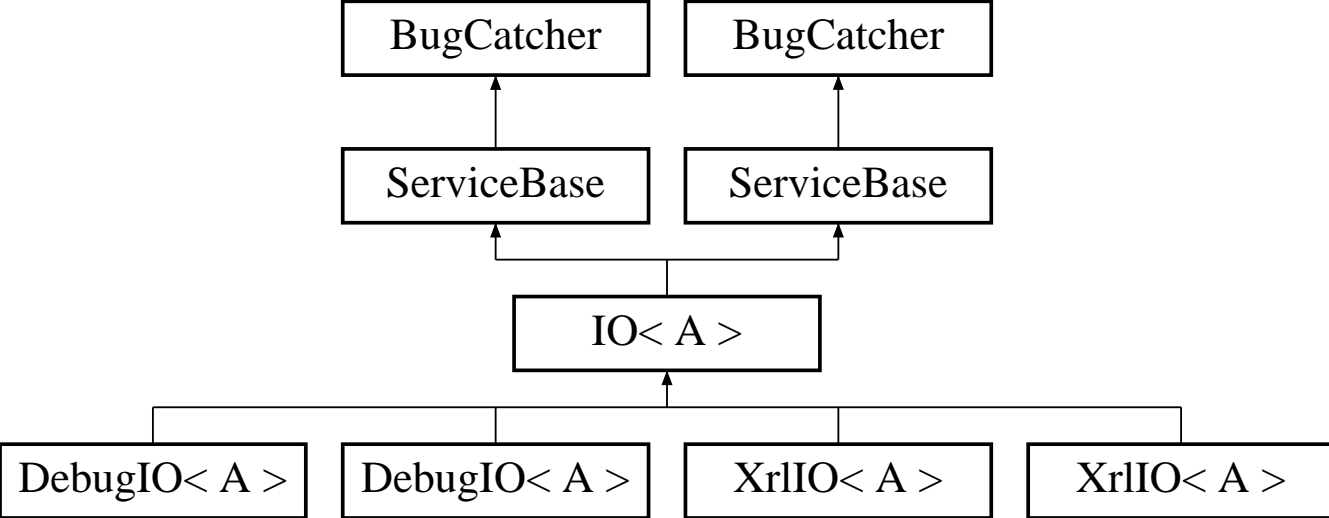 BugCatcher
BugCatcher
ServiceBase
ServiceBase
IO< A >
DebugIO< A >
DebugIO< A >
XrlIO< A >
XrlIO< A >